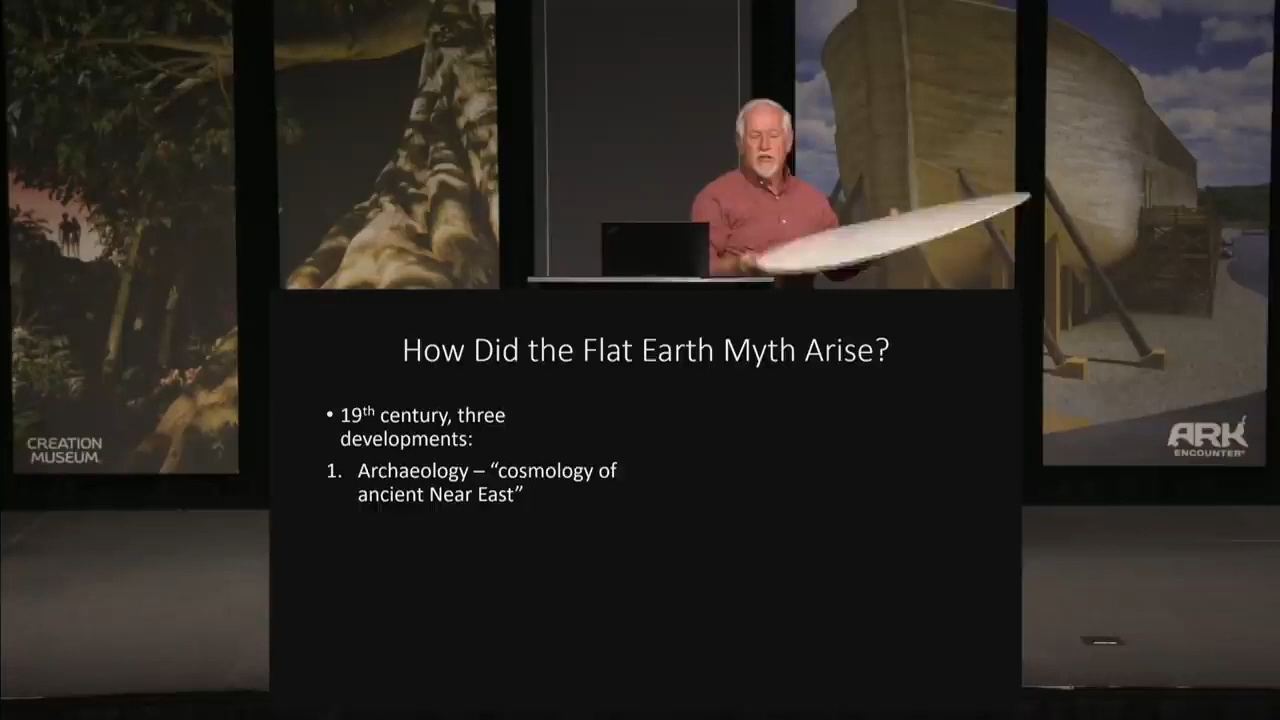 How Did the Flat Earth Myth Arise?
• 19th century, three
developments:
1. Archaeology – “cosmology of
ancient Near East”
CREATION
MUSEUM
ARK
ENCOUNTER